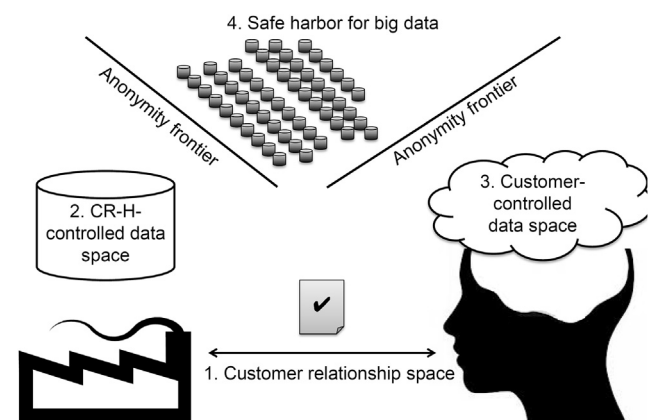 4. Safe harbor for big data
Anonymity frontier
Anonymity frontier
2. CR-H-
controlled data
space
3. Customer-
controlled
data space
1. Customer relationship space